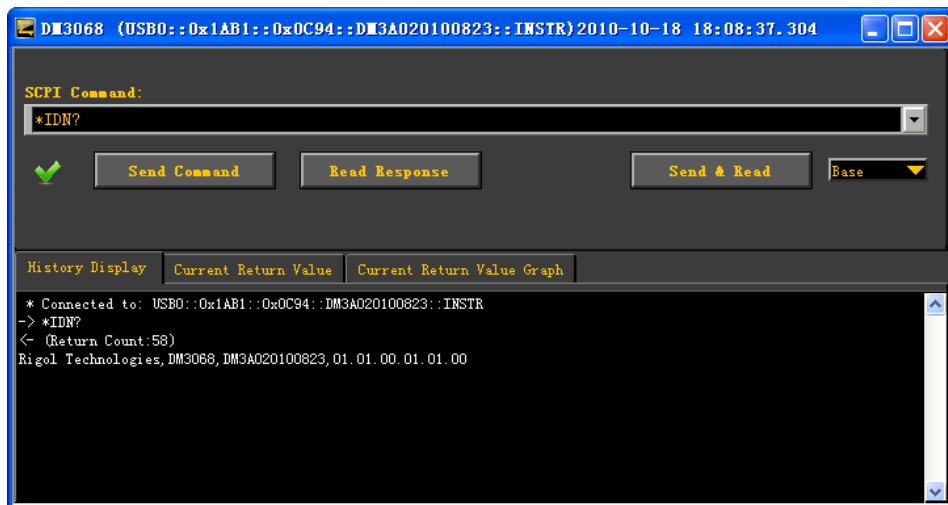 DM3068 (USB0::0x1AB1::0x0C94::DM3A020100823::INSTR)2010-10-18 18:08:37.304
SCPI Command:
*IDN?
Send Command Read Response Send & Read Base
History Display Current Return Value Current Return Value Graph
* Connected to: USB0::0x1AB1::0x0C94::DM3A020100823::INSTR
-> *IDN?
<- (Return Count:58)
Rigol Technologies,DM3068,DM3A020100823,01.01.00.01.01.00